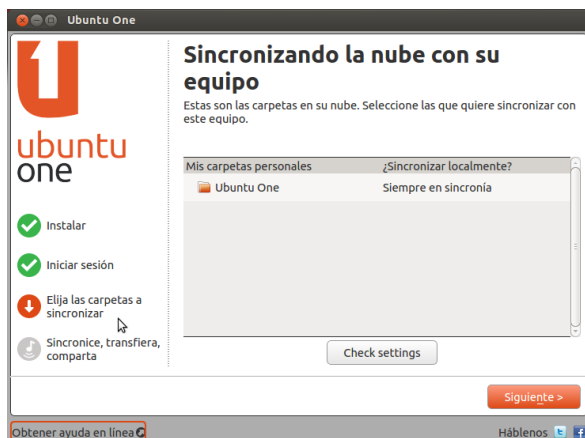 Ubuntu One
ubuntu
one
Instalar
Iniciar sesión
Elija las carpetas a
sincronizar
Sincronice, transfiera,
comparta
Sincronizando la nube con su
equipo
Estas son las carpetas en su nube. Seleccione las que quiere sincronizar con
este equipo.
Mis carpetas personales ¿Sincronizar localmente?
Ubuntu One Siempre en sincronía
Check settings
Siguiente >
Obtener ayuda en línea Háblenos